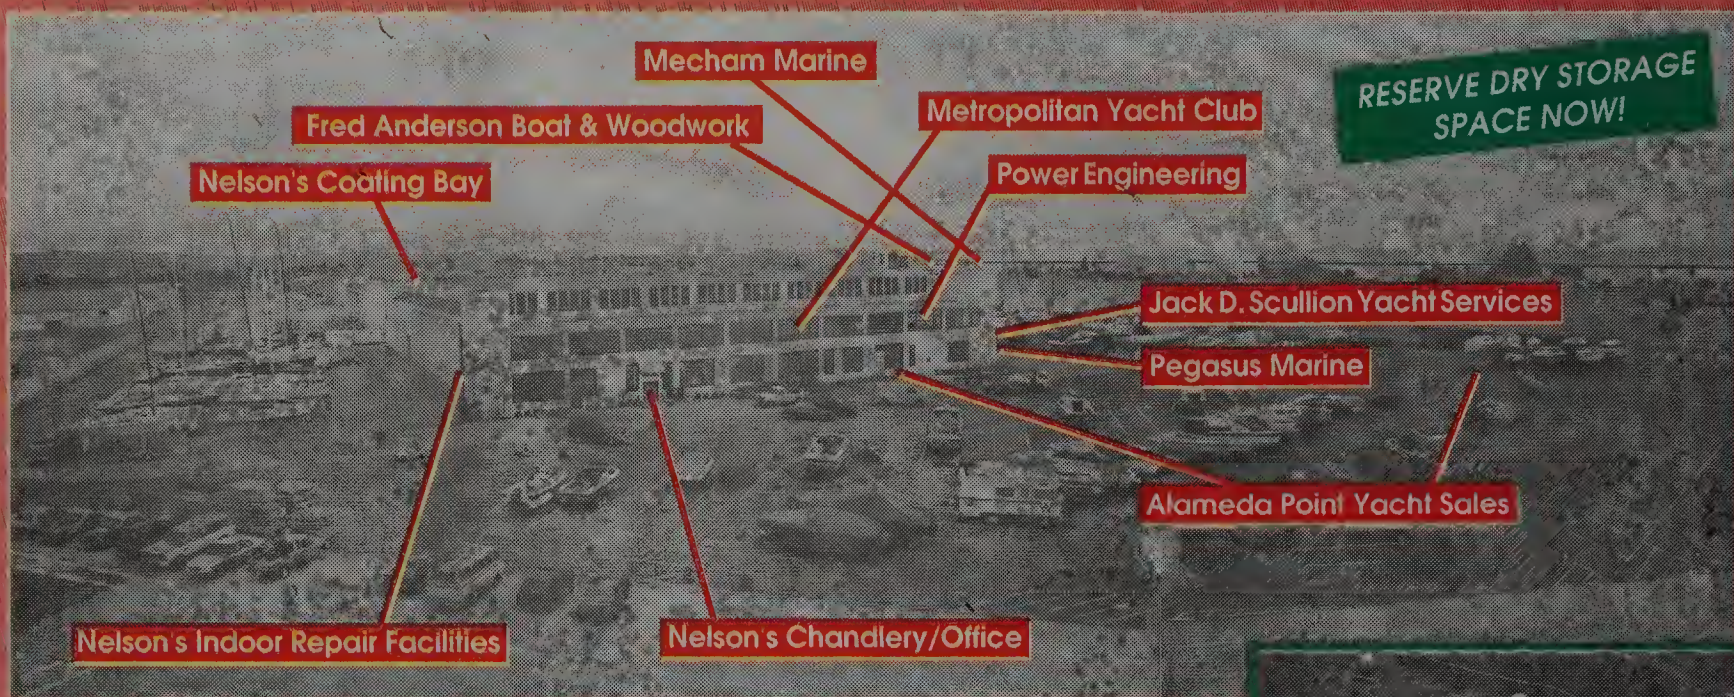 Mecham Marine
RESERVE DRY STORAGE
SPACE NOW!
Fred Anderson Boat & Woodwork
Metropolitan Yacht Club
Nelson's Coating Bay
Power Engineering
Jack D. Scullion Yacht Services
Pegasus Marine
Alameda Point Yacht Sales
Nelson's Indoor Repair Facilities
Nelson's Chandlery/Office